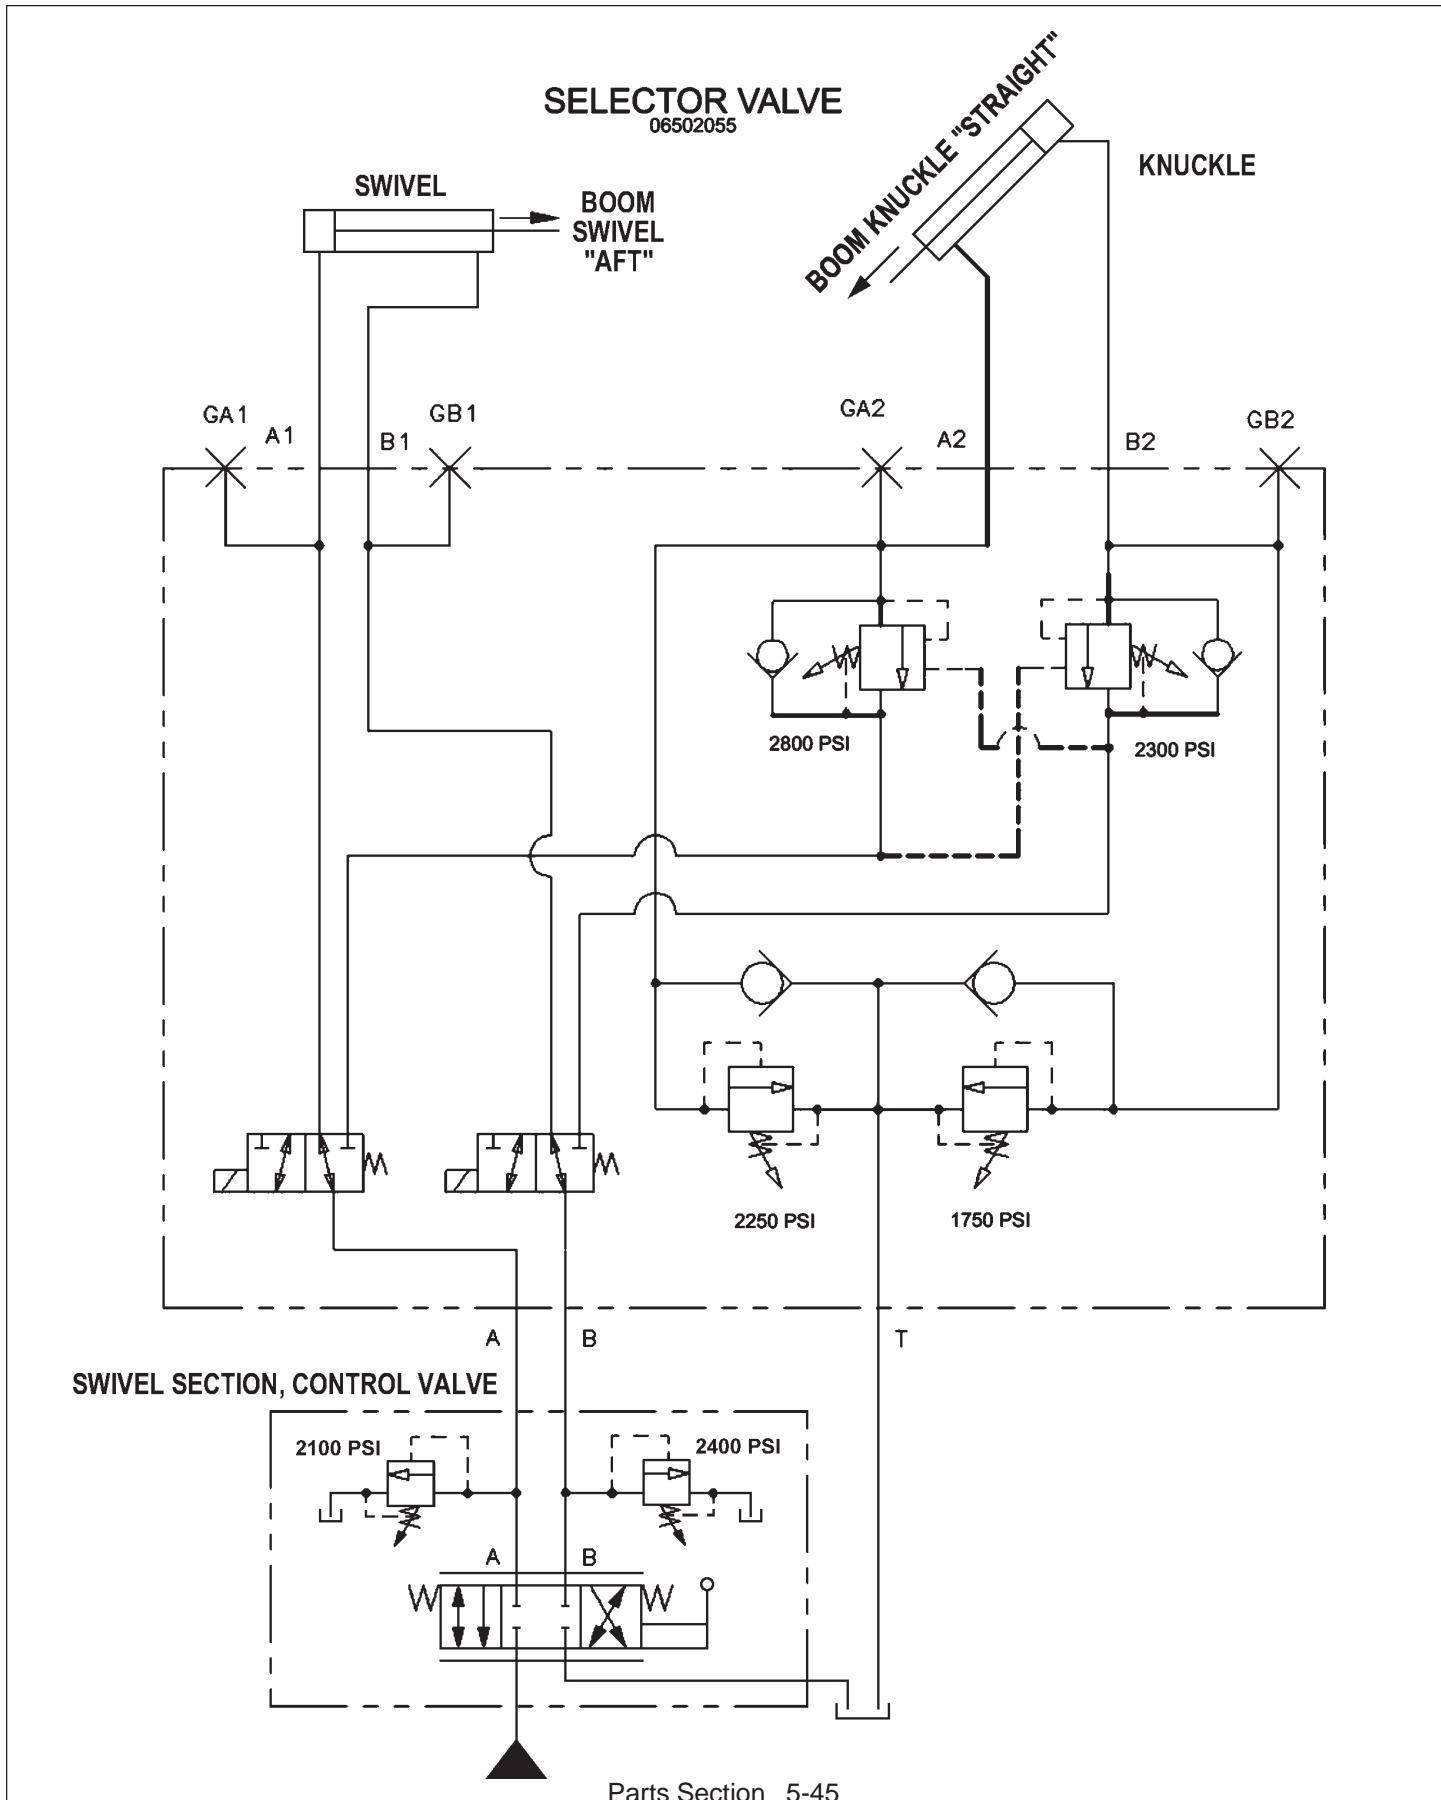 SELECTOR VALVE
06502055
SWIVEL
BOOM
SWIVEL
"AFT"
BOOM KNUCKLE "STRAIGHT"
KNUCKLE
GA1
A1
B1
GB1
GA2
A2
B2
GB2
2800 PSI
2300 PSI
2250 PSI
1750 PSI
A
B
T
SWIVEL SECTION, CONTROL VALVE
2100 PSI
2400 PSI
A
B
Parts Section 5-45